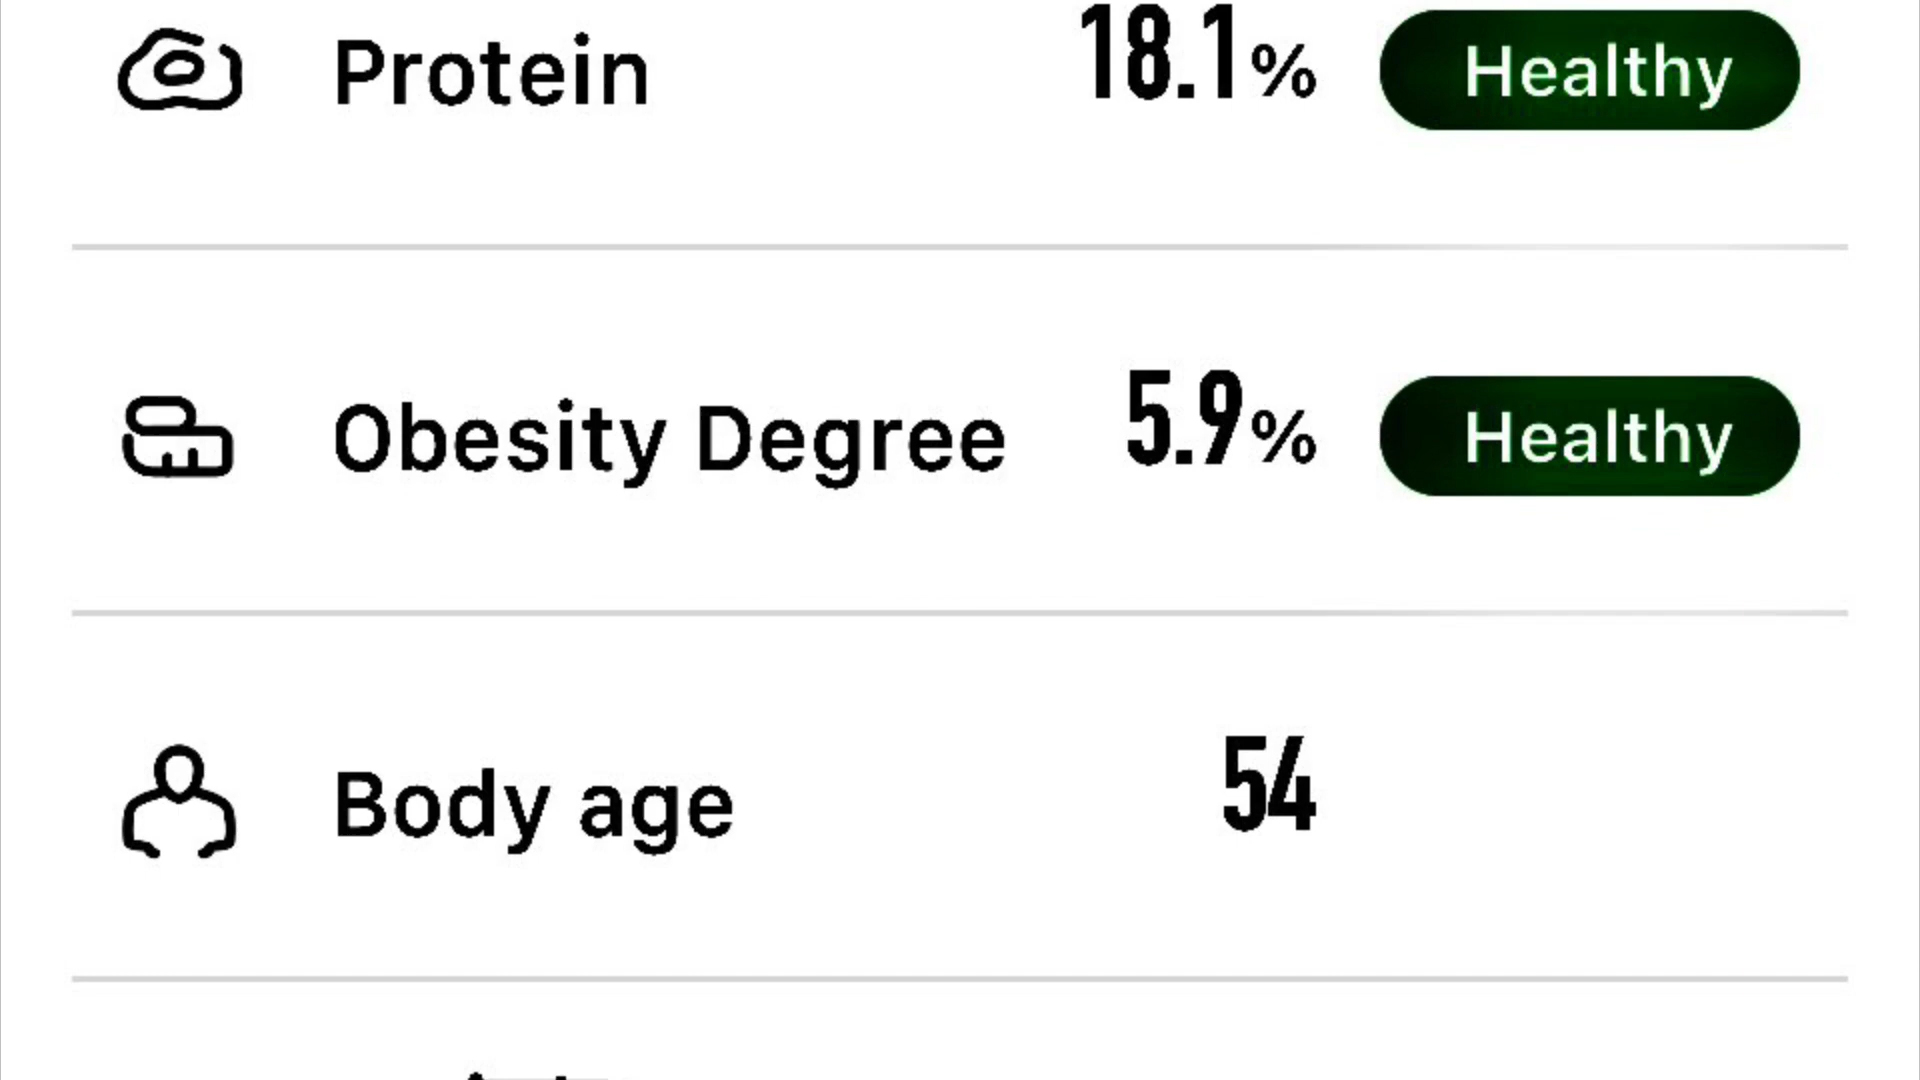 Protein 18.1% Healthy
Obesity Degree 5.9% Healthy
Body age 54